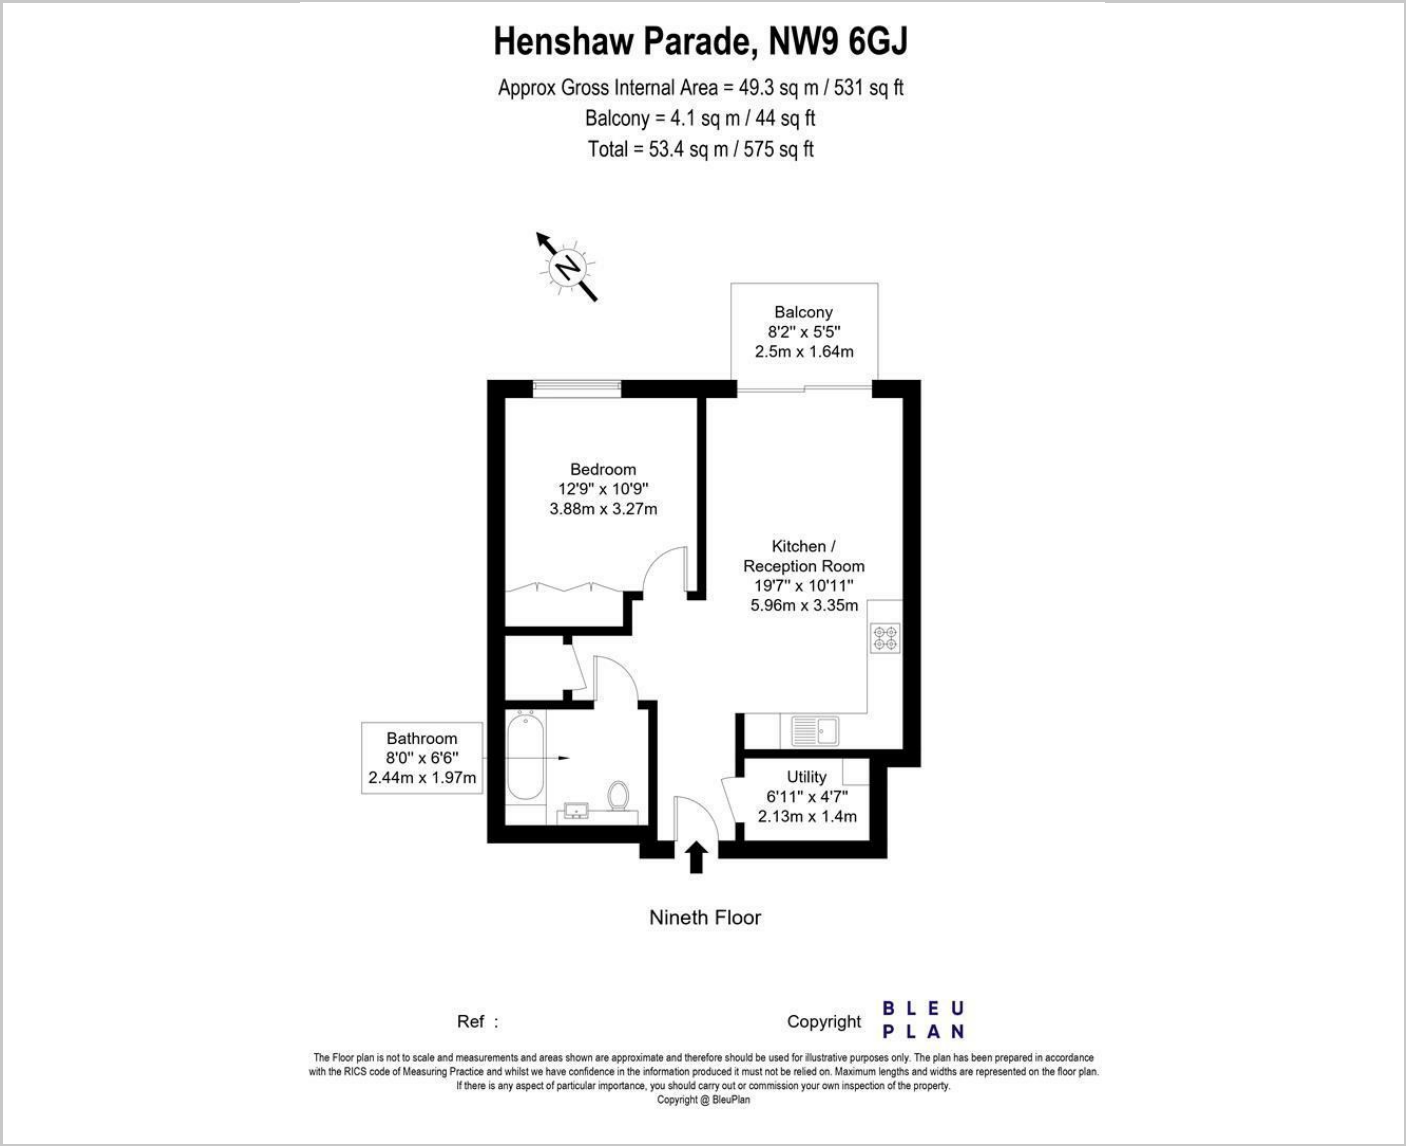 Henshaw Parade, NW9 6GJ
Approx Gross Internal Area = 49.3 sq m / 531 sq ft
Balcony = 4.1 sq m / 44 sq ft
Total = 53.4 sq m / 575 sq ft
N
Balcony
8'2" x 5'5"
2.5m x 1.64m
Bedroom
12'9" x 10'9"
3.88m x 3.27m
Kitchen /
Reception Room
19'7" x 10'11"
5.96m x 3.35m
Bathroom
8'0" x 6'6"
2.44m x 1.97m
Utility
6'11" x 4'7"
2.13m x 1.4m
Nineth Floor
Ref :
Copyright
BLEU
PLAN
The Floor plan is not to scale and measurements and areas shown are approximate and therefore should be used for illustrative purposes only. The plan has been prepared in accordance
with the RICS code of Measuring Practice and whilst we have confidence in the information produced it must not be relied on. Maximum lengths and widths are represented on the floor plan.
If there is any aspect of particular importance, you should carry out or commission your own inspection of the property.
Copyright @ BleuPlan